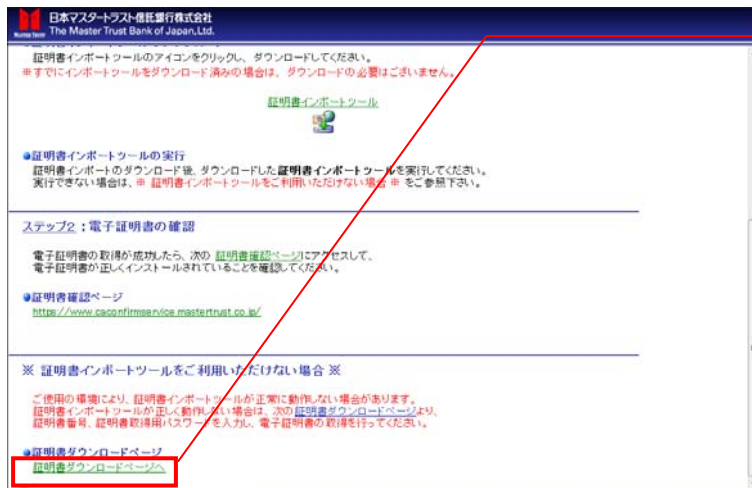 日本マスタートラスト信託銀行株式会社
The Master Trust Bank of Japan,Ltd.
証明書インポートツールのアイコンをクリックし、ダウンロードしてください。
※すでにインポートツールをダウンロード済みの場合は、ダウンロードの必要はございません。
証明書インポートツール
●証明書インポートツールの実行
証明書インポートのダウンロード後、ダウンロードした証明書インポートツールを実行してください。
実行できない場合は、※ 証明書インポートツールをご利用いただけない場合 ※ をご参照下さい。
ステップ2：電子証明書の確認
電子証明書の取得が成功したら、次の 証明書確認ページにアクセスして、
電子証明書が正しくインストールされていることを確認してください。
●証明書確認ページ
https://www.caconfirmservice.mastertrust.co.jp/
※ 証明書インポートツールをご利用いただけない場合 ※
ご使用の環境により、証明書インポートツールが正常に動作しない場合があります。
証明書インポートツールが正しく動作しない場合は、次の証明書ダウンロードページより、
証明書番号、証明書取得用パスワードを入力し、電子証明書の取得を行ってください。
●証明書ダウンロードページ
証明書ダウンロードページへ